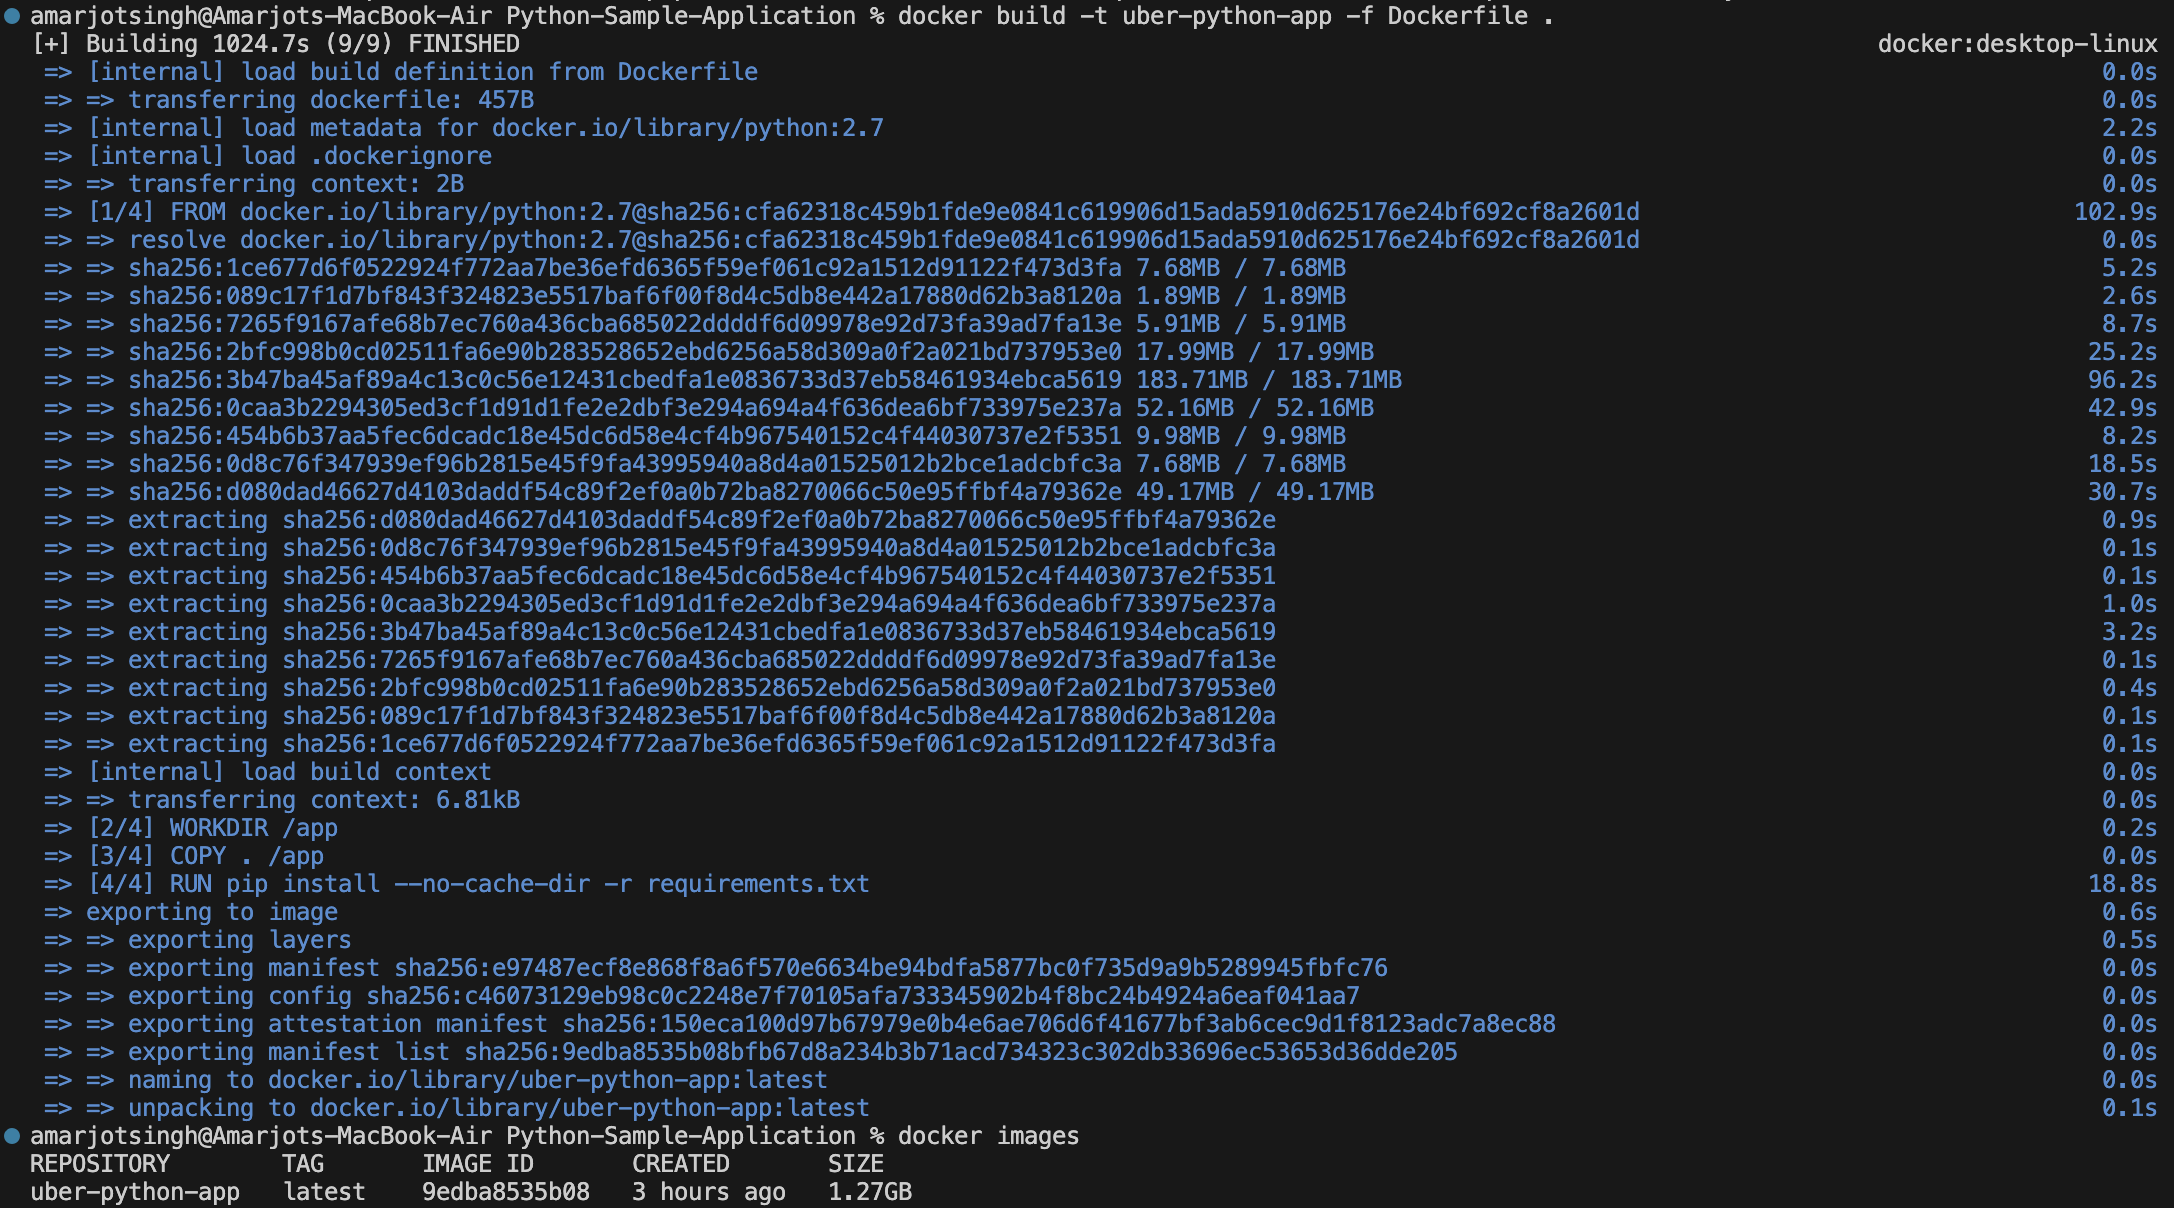 amarjotsingh@Amarjots-MacBook-Air Python-Sample-Application % docker build -t uber-python-app -f Dockerfile .
[+] Building 1024.7s (9/9) FINISHED docker:desktop-linux
=> [internal] load build definition from Dockerfile 0.0s
=> => transferring dockerfile: 457B 0.0s
=> [internal] load metadata for docker.io/library/python:2.7 2.2s
=> [internal] load .dockerignore 0.0s
=> => transferring context: 2B 0.0s
=> [1/4] FROM docker.io/library/python:2.7@sha256:cfa62318c459b1fde9e0841c619906d15ada5910d625176e24bf692cf8a2601d 102.9s
=> => resolve docker.io/library/python:2.7@sha256:cfa62318c459b1fde9e0841c619906d15ada5910d625176e24bf692cf8a2601d 0.0s
=> => sha256:1ce677d6f0522924f772aa7be36efd6365f59ef061c92a1512d91122f473d3fa 7.68MB / 7.68MB 5.2s
=> => sha256:089c17f1d7bf843f324823e5517baf6f00f8d4c5db8e442a17880d62b3a8120a 1.89MB / 1.89MB 2.6s
=> => sha256:7265f9167afe68b7ec760a436cba685022ddddf6d09978e92d73fa39ad7fa13e 5.91MB / 5.91MB 8.7s
=> => sha256:2bfc998b0cd02511fa6e90b283528652ebd6256a58d309a0f2a021bd737953e0 17.99MB / 17.99MB 25.2s
=> => sha256:3b47ba45af89a4c13c0c56e12431cbedfa1e0836733d37eb58461934ebca5619 183.71MB / 183.71MB 96.2s
=> => sha256:0caa3b2294305ed3cf1d91d1fe2e2dbf3e294a694a4f636dea6bf733975e237a 52.16MB / 52.16MB 42.9s
=> => sha256:454b6b37aa5fec6dcadc18e45dc6d58e4cf4b967540152c4f44030737e2f5351 9.98MB / 9.98MB 8.2s
=> => sha256:0d8c76f347939ef96b2815e45f9fa43995940a8d4a01525012b2bce1adcbfc3a 7.68MB / 7.68MB 18.5s
=> => sha256:d080dad46627d4103daddf54c89f2ef0a0b72ba8270066c50e95ffbf4a79362e 49.17MB / 49.17MB 30.7s
=> => extracting sha256:d080dad46627d4103daddf54c89f2ef0a0b72ba8270066c50e95ffbf4a79362e 0.9s
=> => extracting sha256:0d8c76f347939ef96b2815e45f9fa43995940a8d4a01525012b2bce1adcbfc3a 0.1s
=> => extracting sha256:454b6b37aa5fec6dcadc18e45dc6d58e4cf4b967540152c4f44030737e2f5351 0.1s
=> => extracting sha256:0caa3b2294305ed3cf1d91d1fe2e2dbf3e294a694a4f636dea6bf733975e237a 1.0s
=> => extracting sha256:3b47ba45af89a4c13c0c56e12431cbedfa1e0836733d37eb58461934ebca5619 3.2s
=> => extracting sha256:7265f9167afe68b7ec760a436cba685022ddddf6d09978e92d73fa39ad7fa13e 0.1s
=> => extracting sha256:2bfc998b0cd02511fa6e90b283528652ebd6256a58d309a0f2a021bd737953e0 0.4s
=> => extracting sha256:089c17f1d7bf843f324823e5517baf6f00f8d4c5db8e442a17880d62b3a8120a 0.1s
=> => extracting sha256:1ce677d6f0522924f772aa7be36efd6365f59ef061c92a1512d91122f473d3fa 0.1s
=> [internal] load build context 0.0s
=> => transferring context: 6.81kB 0.0s
=> [2/4] WORKDIR /app 0.2s
=> [3/4] COPY . /app 0.0s
=> [4/4] RUN pip install --no-cache-dir -r requirements.txt 18.8s
=> exporting to image 0.6s
=> => exporting layers 0.5s
=> => exporting manifest sha256:e97487ecf8e868f8a6f570e6634be94bdfa5877bc0f735d9a9b5289945fbfc76 0.0s
=> => exporting config sha256:c46073129eb98c0c2248e7f70105afa733345902b4f8bc24b4924a6eaf041aa7 0.0s
=> => exporting attestation manifest sha256:150eca100d97b67979e0b4e6ae706d6f41677bf3ab6cec9d1f8123adc7a8ec88 0.0s
=> => exporting manifest list sha256:9edba8535b08bfb67d8a234b3b71acd734323c302db33696ec53653d36dde205 0.0s
=> => naming to docker.io/library/uber-python-app:latest 0.0s
=> => unpacking to docker.io/library/uber-python-app:latest 0.1s
amarjotsingh@Amarjots-MacBook-Air Python-Sample-Application % docker images
REPOSITORY TAG IMAGE ID CREATED SIZE
uber-python-app latest 9edba8535b08 3 hours ago 1.27GB